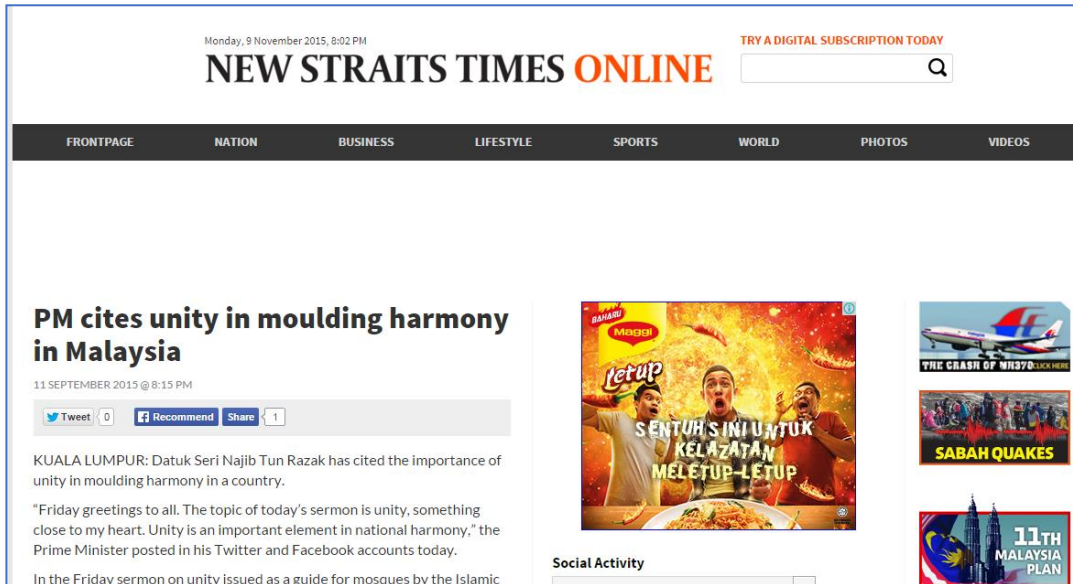 Monday, 9 November 2015, 8:02 PM
NEW STRAITS TIMES ONLINE
TRY A DIGITAL SUBSCRIPTION TODAY
FRONTPAGE NATION BUSINESS LIFESTYLE SPORTS WORLD PHOTOS VIDEOS
PM cites unity in moulding harmony
in Malaysia
11 SEPTEMBER 2015 @ 8:15 PM
Tweet 0 Recommend Share 1
KUALA LUMPUR: Datuk Seri Najib Tun Razak has cited the importance of
unity in moulding harmony in a country.
“Friday greetings to all. The topic of today’s sermon is unity, something
close to my heart. Unity is an important element in national harmony,” the
Prime Minister posted in his Twitter and Facebook accounts today.
In the Friday sermon on unity issued as a guide for mosques by the Islamic
BAHARU
Maggi
Letup
SENTUH SINI UNTUK
KELAZATAN
MELETUP-LETUP
Social Activity
THE CRASH OF MH370 CLICK HERE
SABAH QUAKES
11TH
MALAYSIA
PLAN